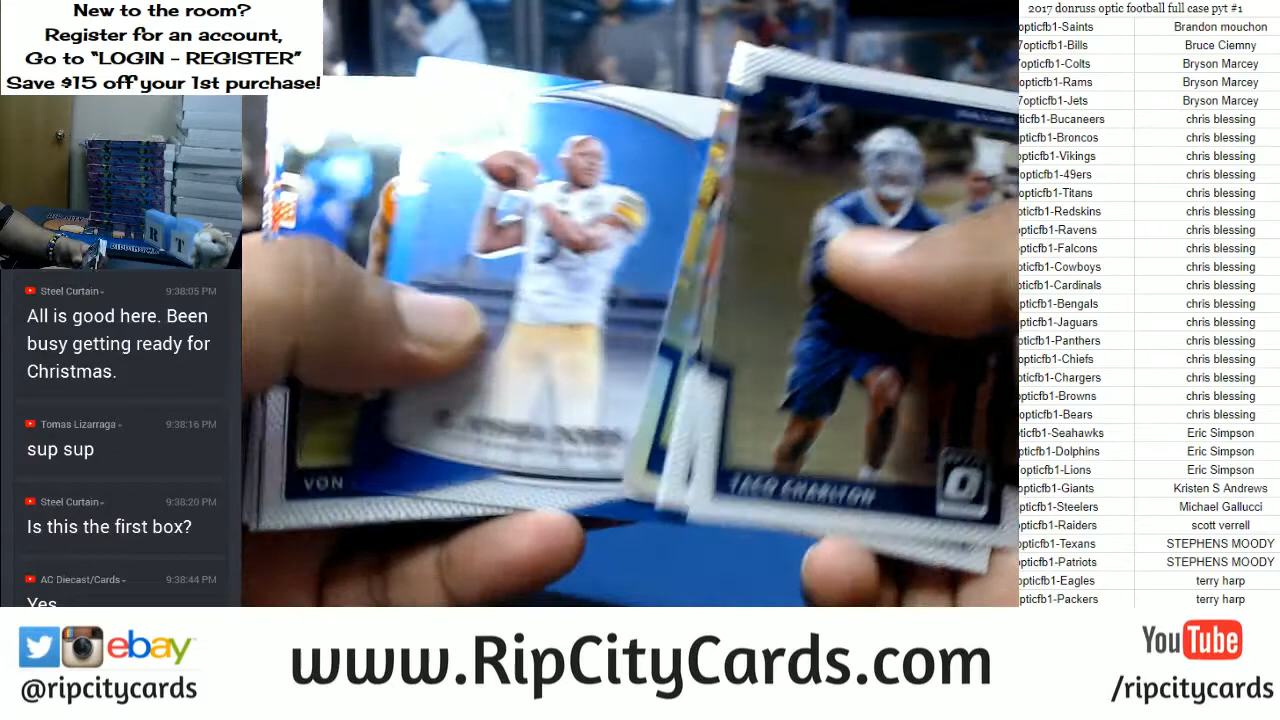 New to the room?
Register for an account,
Go to "LOGIN - REGISTER"
Save $15 off your 1st purchase!
Steel Curtain 9:38:05 PM
All is good here. Been
busy getting ready for
Christmas.
Tomas Lizarraga 9:38:16 PM
sup sup
Steel Curtain 9:38:20 PM
Is this the first box?
AC Diecast/Cards 9:38:44 PM
Yes
R T
VON
TACO CHARLTON
2017 donruss optic football full case pyt #1
opticfb1-Saints Brandon mouchon
7opticfb1-Bills Bruce Ciemny
7opticfb1-Colts Bryson Marcey
7opticfb1-Rams Bryson Marcey
7opticfb1-Jets Bryson Marcey
opticfb1-Bucaneers chris blessing
opticfb1-Broncos chris blessing
opticfb1-Vikings chris blessing
opticfb1-49ers chris blessing
opticfb1-Titans chris blessing
opticfb1-Redskins chris blessing
opticfb1-Ravens chris blessing
opticfb1-Falcons chris blessing
opticfb1-Cowboys chris blessing
opticfb1-Cardinals chris blessing
opticfb1-Bengals chris blessing
opticfb1-Jaguars chris blessing
opticfb1-Panthers chris blessing
opticfb1-Chiefs chris blessing
opticfb1-Chargers chris blessing
opticfb1-Browns chris blessing
opticfb1-Bears chris blessing
opticfb1-Seahawks Eric Simpson
opticfb1-Dolphins Eric Simpson
opticfb1-Lions Eric Simpson
opticfb1-Giants Kristen S Andrews
opticfb1-Steelers Michael Gallucci
opticfb1-Raiders scott verrell
opticfb1-Texans STEPHENS MOODY
opticfb1-Patriots STEPHENS MOODY
opticfb1-Eagles terry harp
opticfb1-Packers terry harp
ebay
@ripcitycards
www.RipCityCards.com
YouTube
/ripcitycards